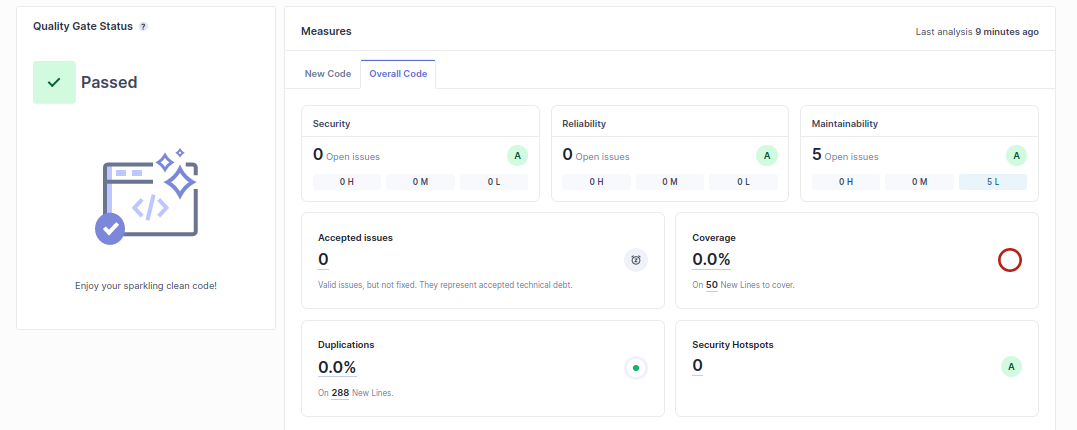 Quality Gate Status ?
Passed
Enjoy your sparkling clean code!
Measures
Last analysis 9 minutes ago
New Code
Overall Code
Security
0 Open issues
A
0 H
0 M
0 L
Reliability
0 Open issues
A
0 H
0 M
0 L
Maintainability
5 Open issues
A
0 H
0 M
5 L
Accepted issues
0
Valid issues, but not fixed. They represent accepted technical debt.
Coverage
0.0%
On 50 New Lines to cover.
Duplications
0.0%
On 288 New Lines.
Security Hotspots
0
A